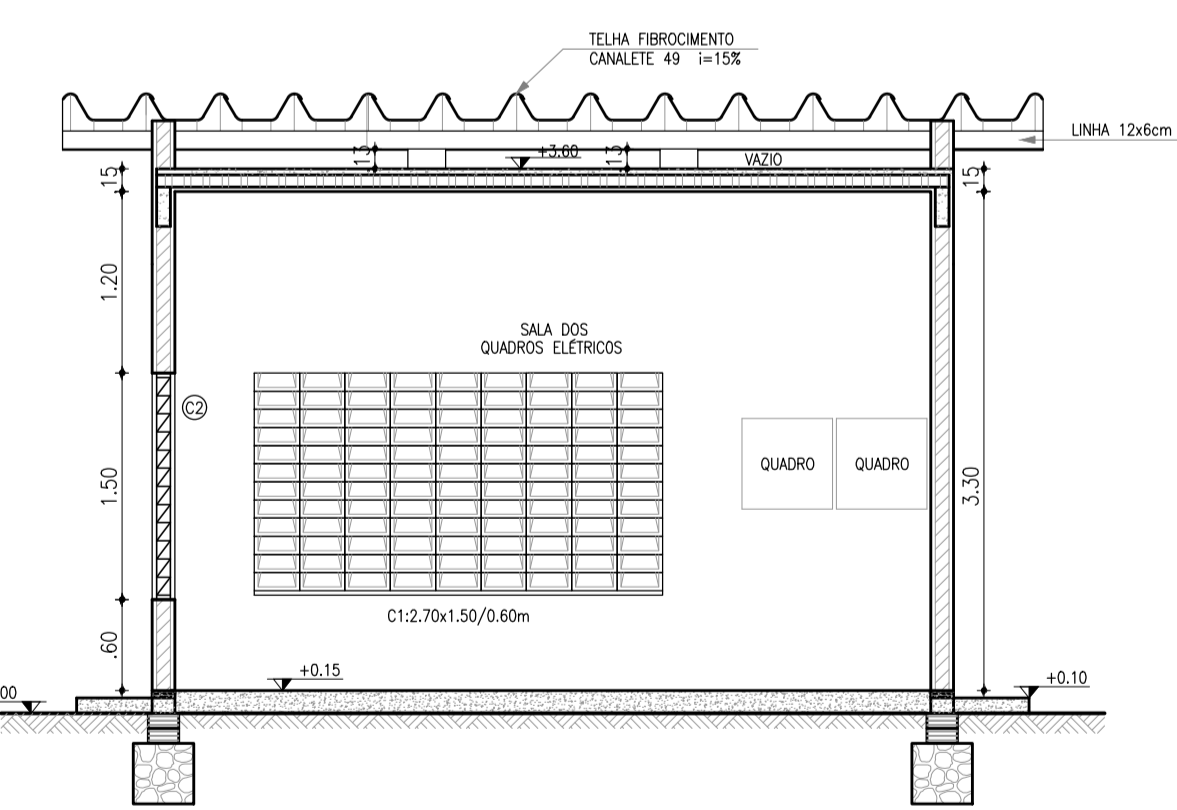 TELHA FIBROCIMENTO
CANALETE 49 i=15%
LINHA 12x6cm
13
+3.60
13
VAZIO
15
15
1.20
SALA DOS
QUADROS ELÉTRICOS
C2
QUADRO
QUADRO
1.50
3.30
C1:2.70x1.50/0.60m
.60
+0.15
+0.10
00